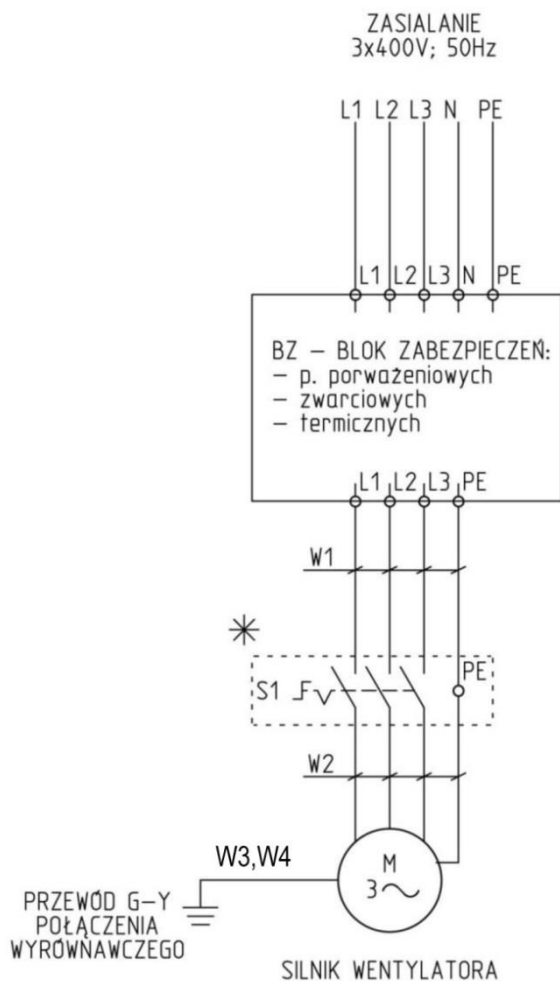 ZASIALANIE
3x400V; 50Hz
L1 L2 L3 N PE
L1 L2 L3 N PE
BZ – BLOK ZABEZPIECZEŃ:
– p. porważeniowych
– zwarciowych
– termicznych
L1 L2 L3 PE
W1
PE
S1
W2
M
3
W3,W4
PRZEWÓD G–Y
POŁĄCZENIA
WYRÓWNAWCZEGO
SILNIK WENTYLATORA